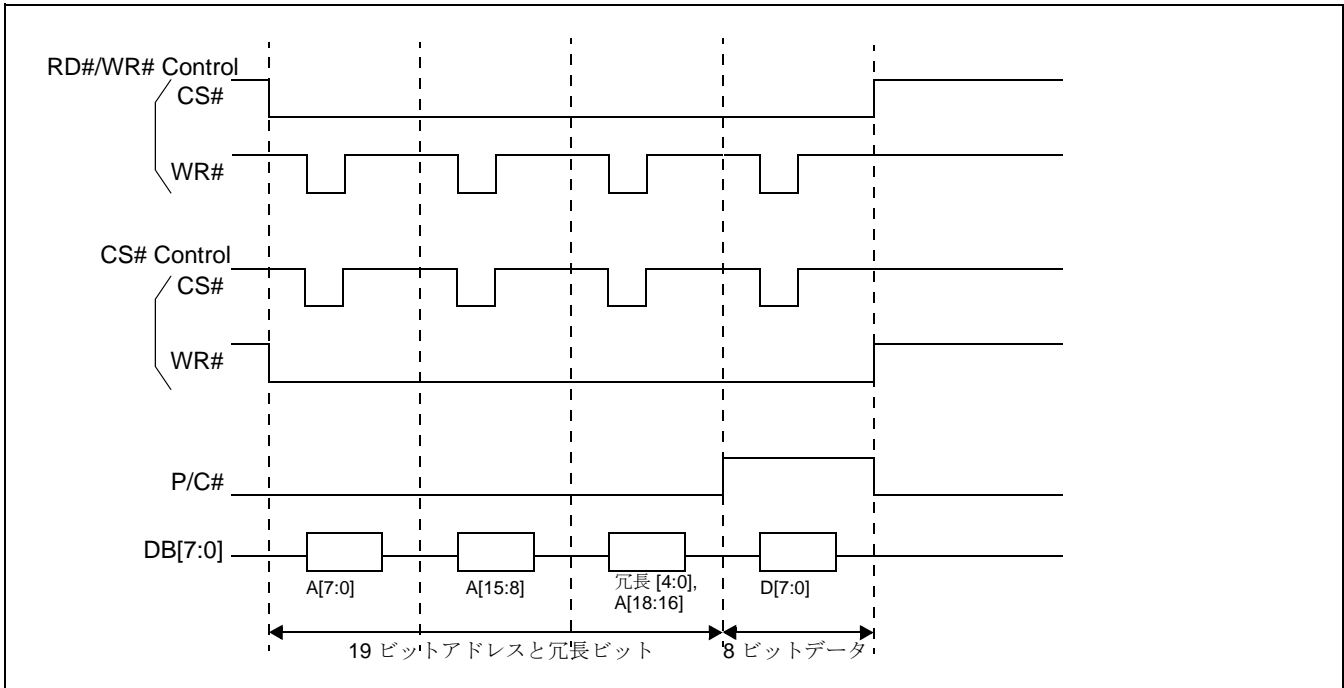 RD#/WR# Control
CS#
WR#
CS# Control
CS#
WR#
P/C#
DB[7:0]
A[7:0]
A[15:8]
冗長 [4:0],
A[18:16]
D[7:0]
19 ビットアドレスと冗長ビット
8 ビットデータ